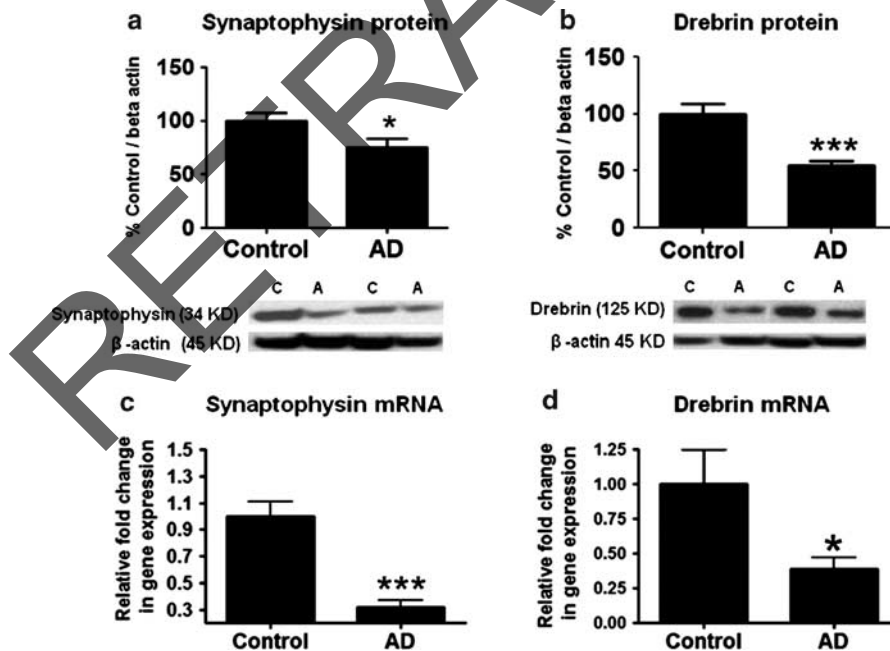 a Synaptophysin protein
% Control / beta actin
150
100
50
0
*
Control AD
C A C A
Synaptophysin (34 KD)
β-actin (45 KD)
b Drebrin protein
% Control / beta actin
150
100
50
0
***
Control AD
C A C A
Drebrin (125 KD)
β-actin 45 KD
c Synaptophysin mRNA
Relative fold change
in gene expression
1.5
1.3
1.1
0.9
0.7
0.5
0.3
***
Control AD
d Drebrin mRNA
Relative fold change
in gene expression
1.25
1.00
0.75
0.50
0.25
0.00
*
Control AD
RETRA